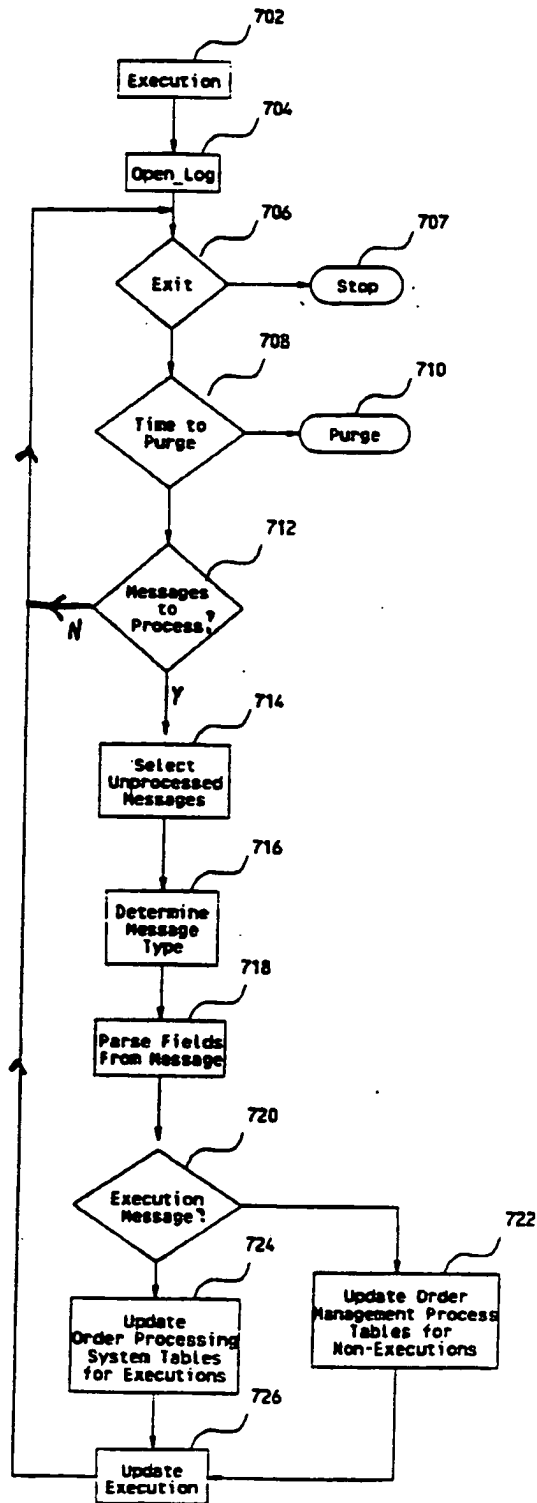 702
Execution
704
Open_Log
706
707
Exit
Stop
708
710
Time to
Purge
Purge
712
Messages
to
Process?
N
Y
714
Select
Unprocessed
Messages
716
Determine
Message
Type
718
Parse Fields
From Message
720
Execution
Message?
722
724
Update Order
Management Process
Tables for
Non-Executions
Update
Order Processing
System Tables
for Executions
726
Update
Execution